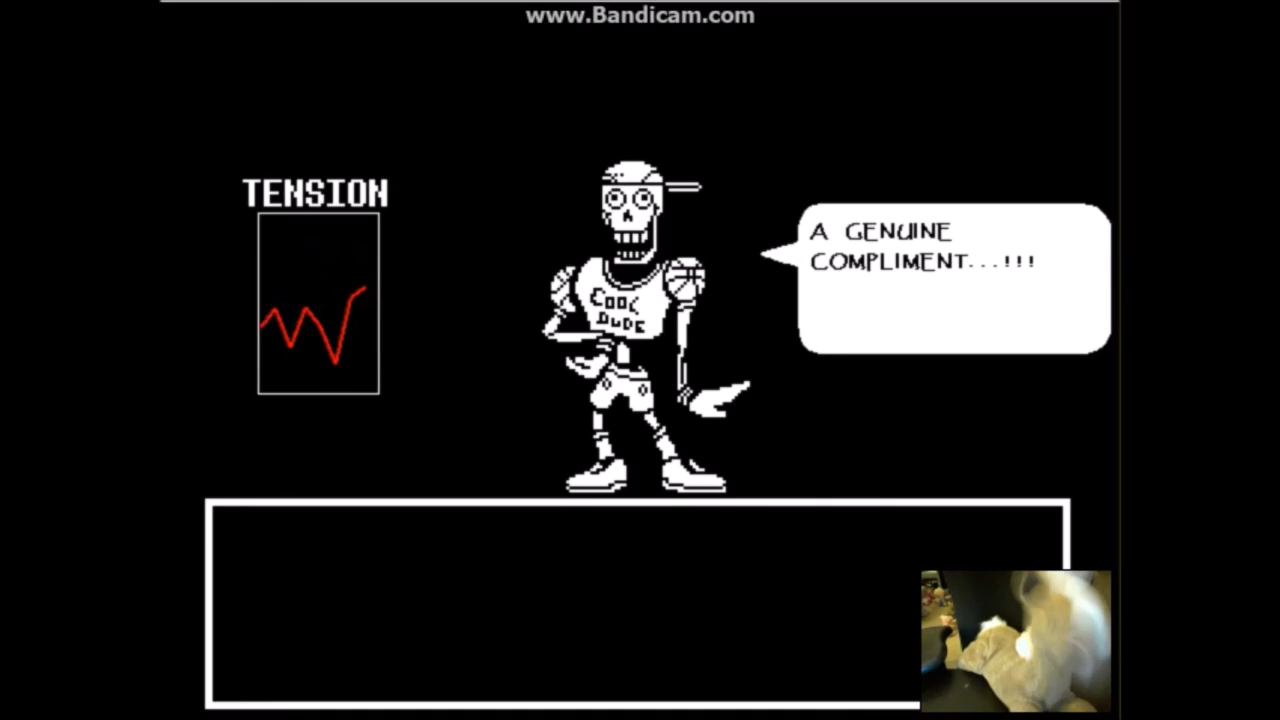 www.Bandicam.com
TENSION
A GENUINE
COMPLIMENT...!!!
COOL
DUDE